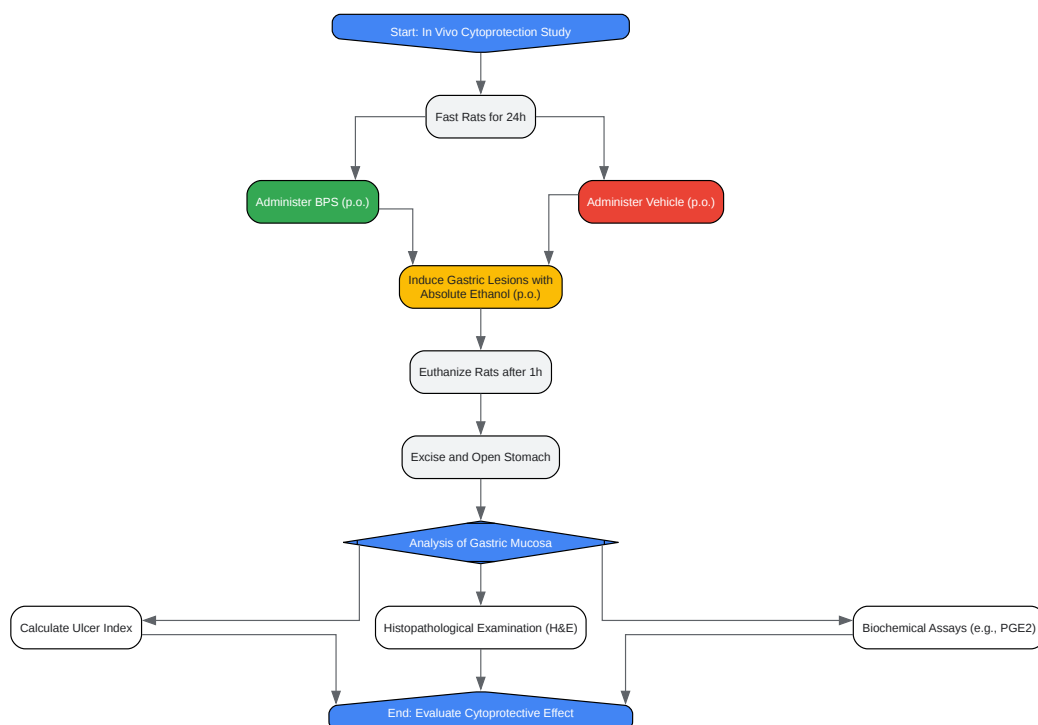 Start: In Vivo Cytoprotection Study
Fast Rats for 24h
Administer BPS (p.o.)
Administer Vehicle (p.o.)
Induce Gastric Lesions with
Absolute Ethanol (p.o.)
Euthanize Rats after 1h
Excise and Open Stomach
Analysis of Gastric Mucosa
Calculate Ulcer Index
Histopathological Examination (H&E)
Biochemical Assays (e.g., PGE2)
End: Evaluate Cytoprotective Effect